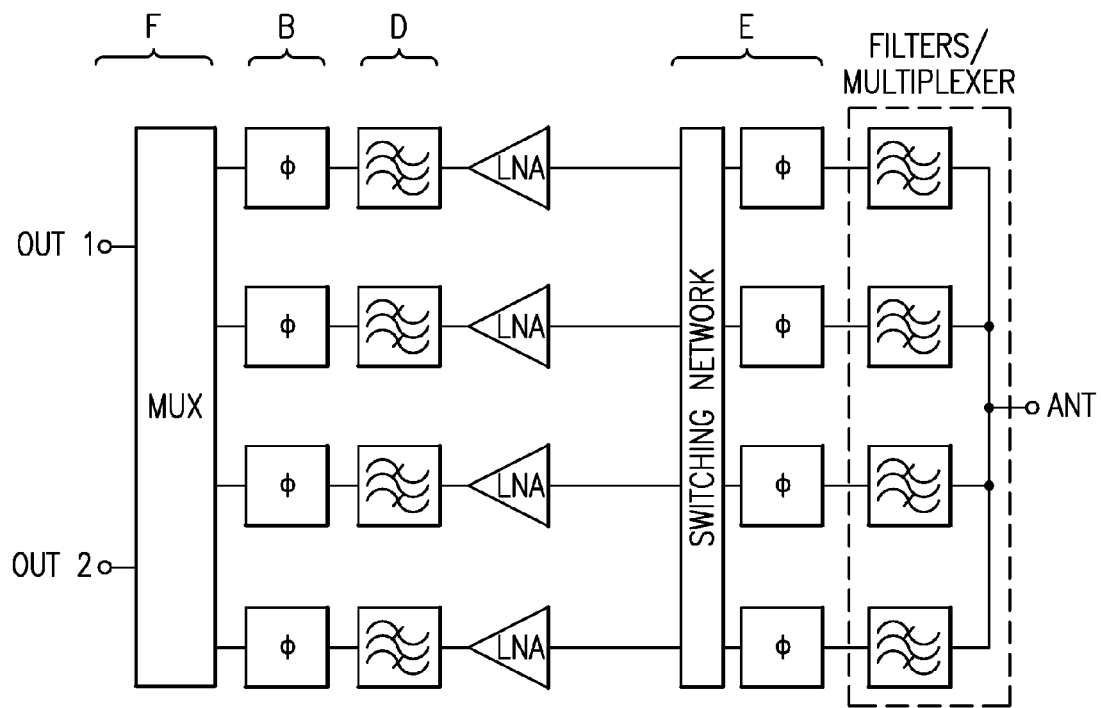 F B D E FILTERS/
MULTIPLEXER
ϕ LNA ϕ
OUT 1
ϕ LNA ϕ
MUX SWITCHING NETWORK ANT
ϕ LNA ϕ
OUT 2
ϕ LNA ϕ